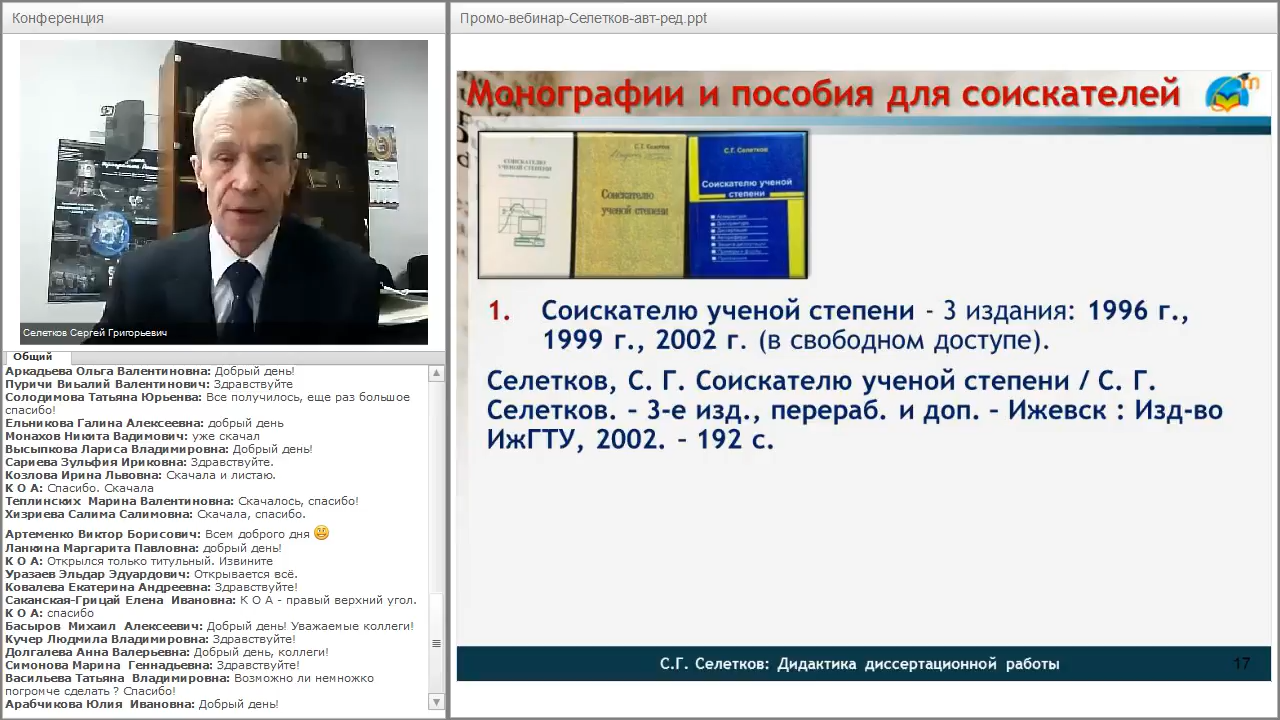 Конференция
Селетков Сергей Григорьевич
Общий
Аркадьева Ольга Валентиновна: Добрый день!
Пуричи Виьалий Валентинович: Здравствуйте
Солодимова Татьяна Юрьенва: Все получилось, еще раз большое
спасибо!
Ельникова Галина Алексеевна: добрый день
Монахов Никита Вадимович: уже скачал
Высыпкова Лариса Владимировна: Добрый день!
Сариева Зульфия Ириковна: Здравствуйте.
Козлова Ирина Львовна: Скачала и листаю.
К О А: Спасибо. Скачала
Теплинских Марина Валентиновна: Скачалось, спасибо!
Хизриева Салима Салимовна: Скачала, спасибо.
Артеменко Виктор Борисович: Всем доброго дня
Ланкина Маргарита Павловна: добрый день!
К О А: Открылся только титульный. Извините
Уразаев Эльдар Эдуардович: Открывается всё.
Ковалева Екатерина Андреевна: Здравствуйте!
Саканская-Грицай Елена Ивановна: К О А - правый верхний угол.
К О А: спасибо
Басыров Михаил Алексеевич: Добрый день! Уважаемые коллеги!
Кучер Людмила Владимировна: Здравствуйте!
Долгалева Анна Валерьевна: Добрый день, коллеги!
Симонова Марина Геннадьевна: Здравствуйте!
Васильева Татьяна Владимировна: Возможно ли немножко
погромче сделать ? Спасибо!
Арабчикова Юлия Ивановна: Добрый день!
Промо-вебинар-Селетков-авт-ред.ppt
Монографии и пособия для соискателей
СОИСКАТЕЛЮ
УЧЕНОЙ СТЕПЕНИ
С.Г. Селетков
Соискателю
ученой степени
С.Г. Селетков
Соискателю ученой
степени
1. Соискателю ученой степени - 3 издания: 1996 г.,
1999 г., 2002 г. (в свободном доступе).
Селетков, С. Г. Соискателю ученой степени / С. Г.
Селетков. – 3-е изд., перераб. и доп. – Ижевск : Изд-во
ИжГТУ, 2002. – 192 с.
С.Г. Селетков: Дидактика диссертационной работы
17